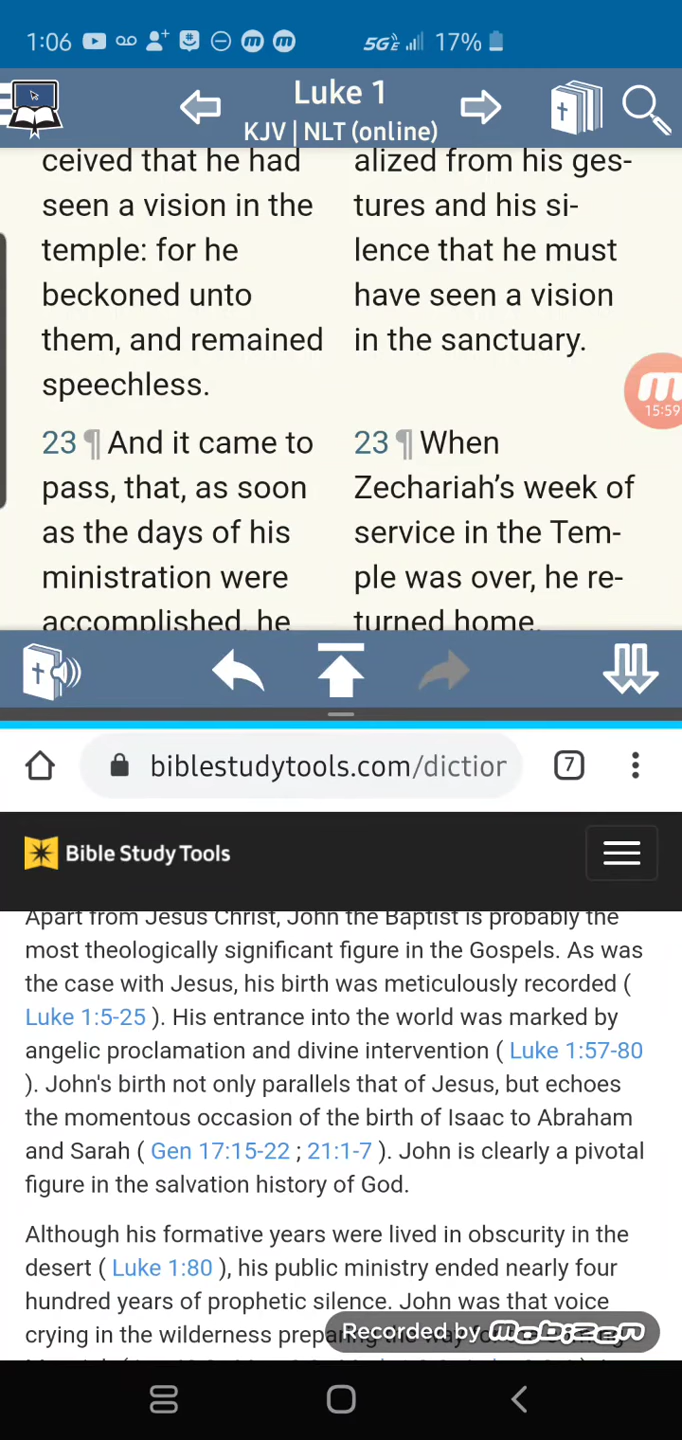 1:06
5GE 17%
Luke 1
KJV | NLT (online)
ceived that he had
seen a vision in the
temple: for he
beckoned unto
them, and remained
speechless.
23 ¶ And it came to
pass, that, as soon
as the days of his
ministration were
accomplished, he
alized from his ges-
tures and his si-
lence that he must
have seen a vision
in the sanctuary.
23 ¶ When
Zechariah's week of
service in the Tem-
ple was over, he re-
turned home.
15:59
biblestudytools.com/diction
7
Bible Study Tools
Apart from Jesus Christ, John the Baptist is probably the
most theologically significant figure in the Gospels. As was
the case with Jesus, his birth was meticulously recorded (
Luke 1:5-25 ). His entrance into the world was marked by
angelic proclamation and divine intervention ( Luke 1:57-80
). John's birth not only parallels that of Jesus, but echoes
the momentous occasion of the birth of Isaac to Abraham
and Sarah ( Gen 17:15-22 ; 21:1-7 ). John is clearly a pivotal
figure in the salvation history of God.
Although his formative years were lived in obscurity in the
desert ( Luke 1:80 ), his public ministry ended nearly four
hundred years of prophetic silence. John was that voice
crying in the wilderness preparing the way for
Recorded by mobizen